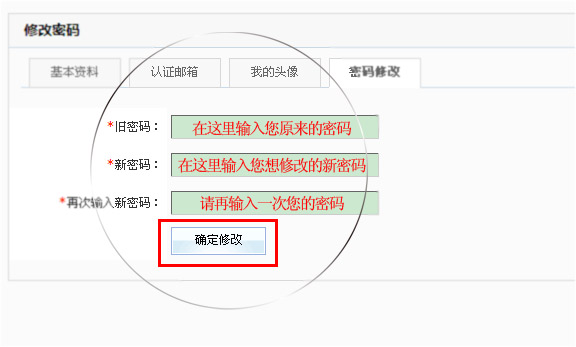 修改密码
基本资料 认证邮箱 我的头像 密码修改
*旧密码： 在这里输入您原来的密码
*新密码： 在这里输入您想修改的新密码
*再次输入新密码： 请再输入一次您的密码
确定修改